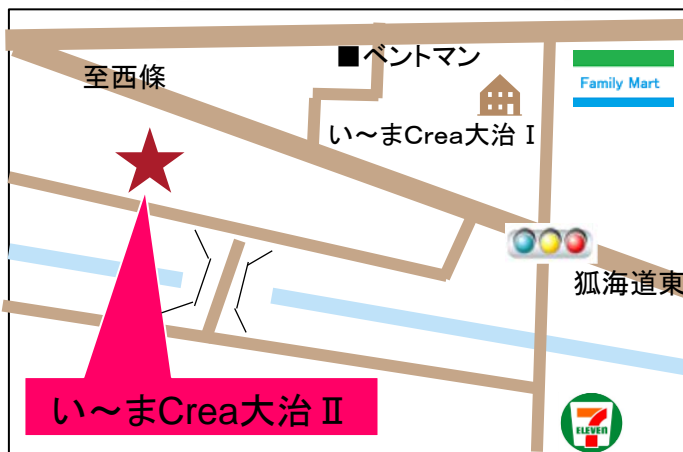 ■ベントマン
至西條
Family Mart
い～まCrea大治Ⅰ
狐海道東
い～まCrea大治Ⅱ
7
ELEVEN